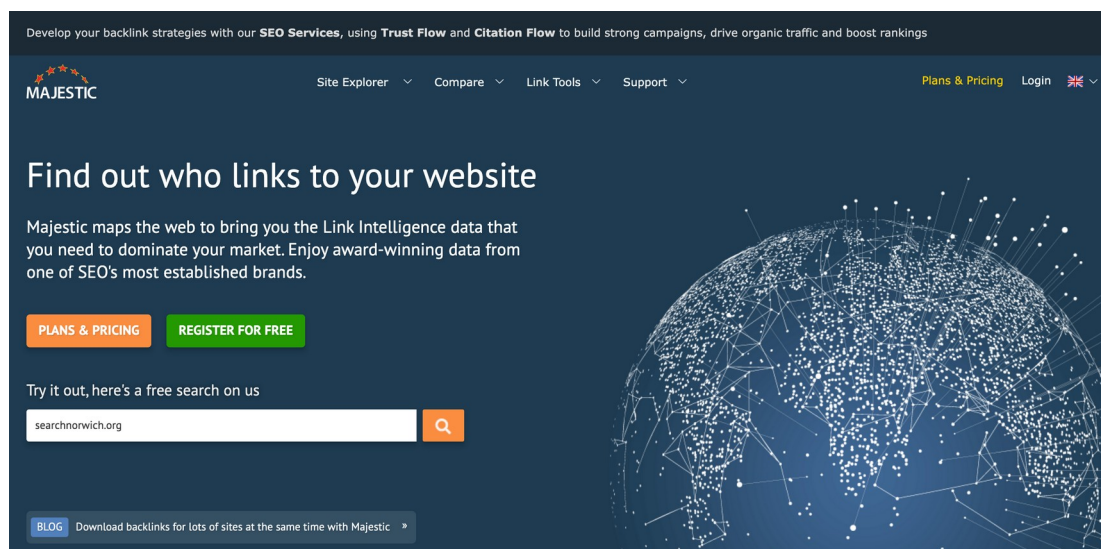 Develop your backlink strategies with our SEO Services, using Trust Flow and Citation Flow to build strong campaigns, drive organic traffic and boost rankings
MAJESTIC
Site Explorer
Compare
Link Tools
Support
Plans & Pricing
Login
Find out who links to your website
Majestic maps the web to bring you the Link Intelligence data that
you need to dominate your market. Enjoy award-winning data from
one of SEO's most established brands.
PLANS & PRICING
REGISTER FOR FREE
Try it out, here's a free search on us
searchnorwich.org
BLOG Download backlinks for lots of sites at the same time with Majestic »